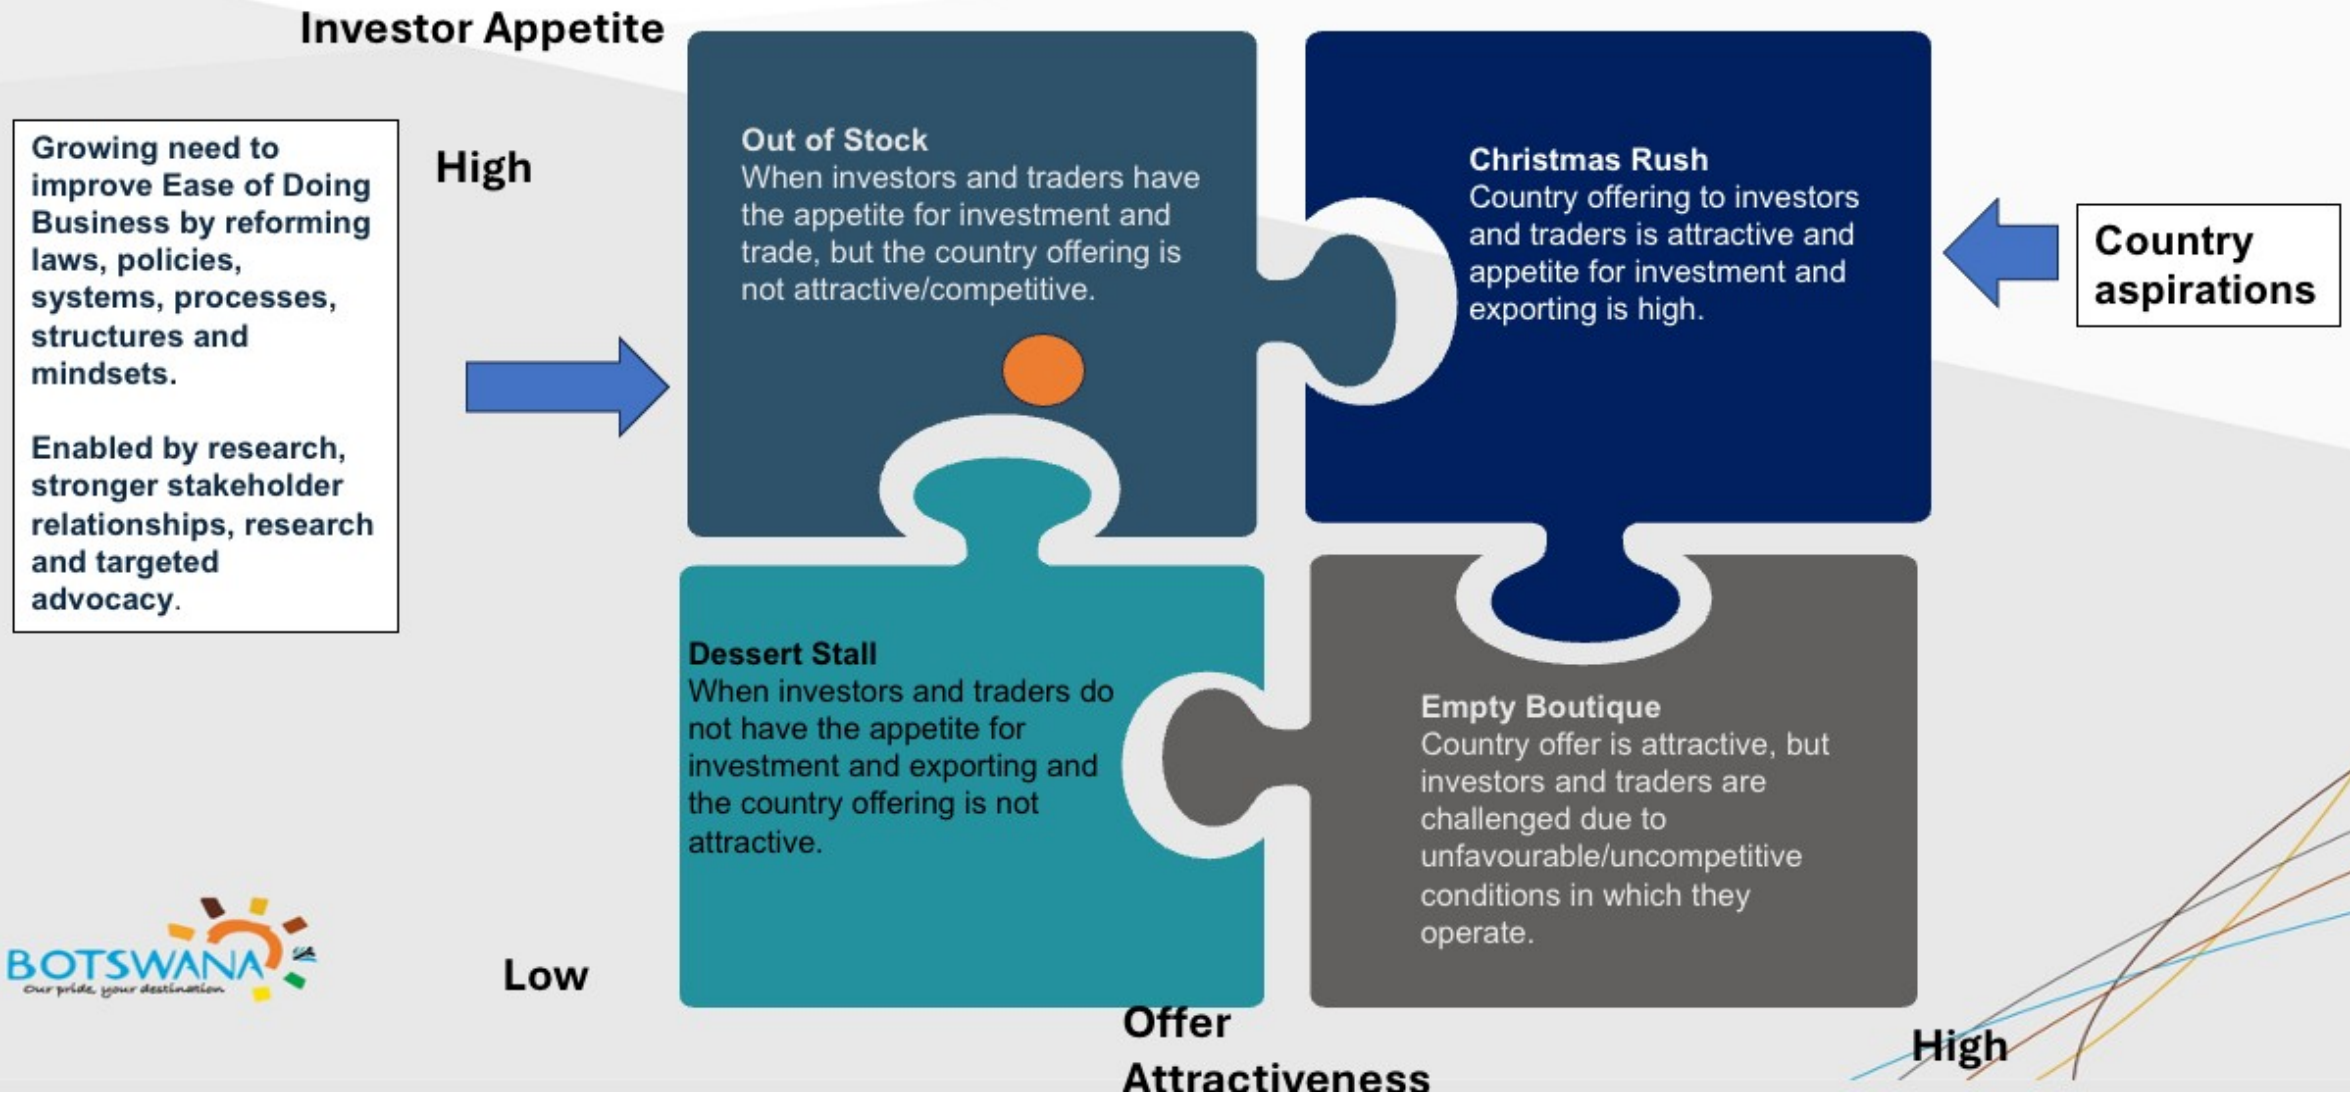 Investor Appetite
Growing need to
improve Ease of Doing
Business by reforming
laws, policies,
systems, processes,
structures and
mindsets.
Enabled by research,
stronger stakeholder
relationships, research
and targeted
advocacy.
High
Out of Stock
When investors and traders have
the appetite for investment and
trade, but the country offering is
not attractive/competitive.
Christmas Rush
Country offering to investors
and traders is attractive and
appetite for investment and
exporting is high.
Country
aspirations
Dessert Stall
When investors and traders do
not have the appetite for
investment and exporting and
the country offering is not
attractive.
Empty Boutique
Country offer is attractive, but
investors and traders are
challenged due to
unfavourable/uncompetitive
conditions in which they
operate.
BOTSWANA
Our pride, your destination
Low
Offer
Attractiveness
High